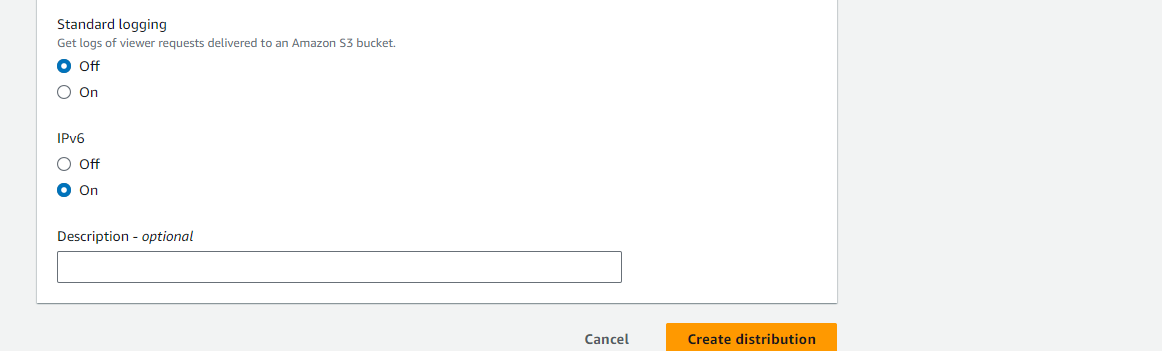 Standard logging
Get logs of viewer requests delivered to an Amazon S3 bucket.
Off
On
IPv6
Off
On
Description - optional
Cancel
Create distribution